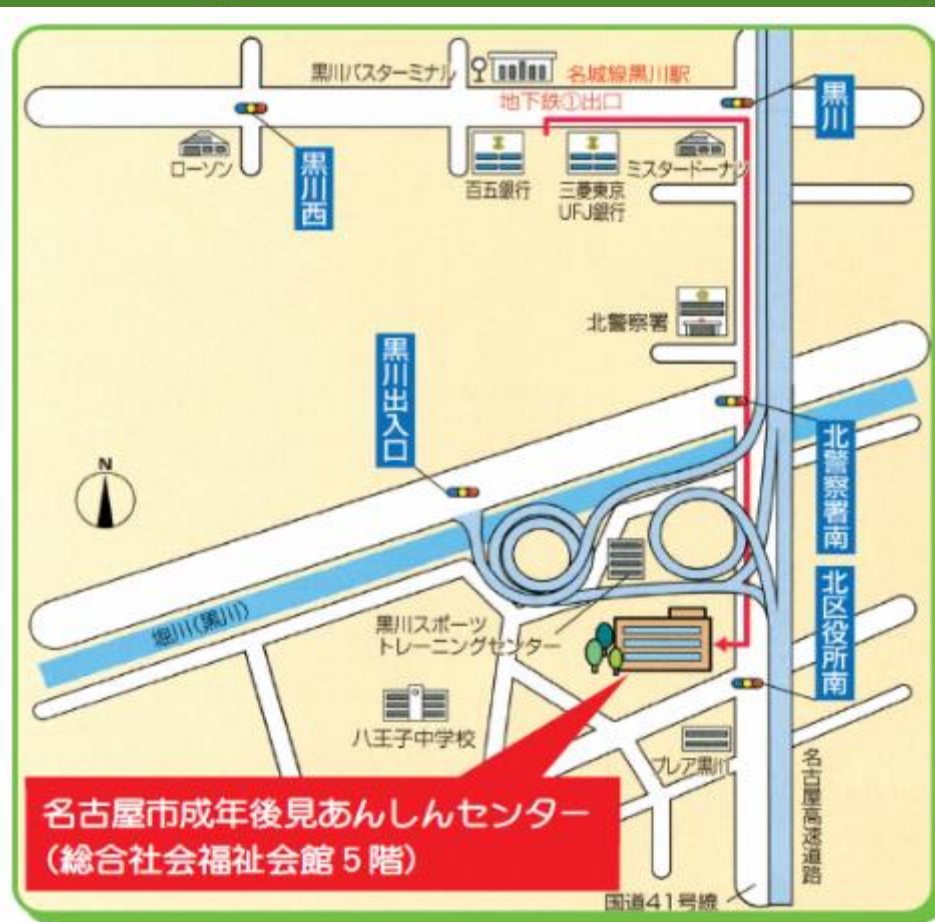 黒川バスターミナル
名城線黒川駅
地下鉄①出口
黒川
ローソン
黒川西
百五銀行
三菱東京
UFJ銀行
ミスタードーナツ
北警察署
黒川出入口
N
北警察署南
堀川(黒川)
黒川スポーツ
トレーニングセンター
北区役所南
八王子中学校
プレア黒川
名古屋高速道路
名古屋市成年後見あんしんセンター
(総合社会福祉会館5階)
国道41号線